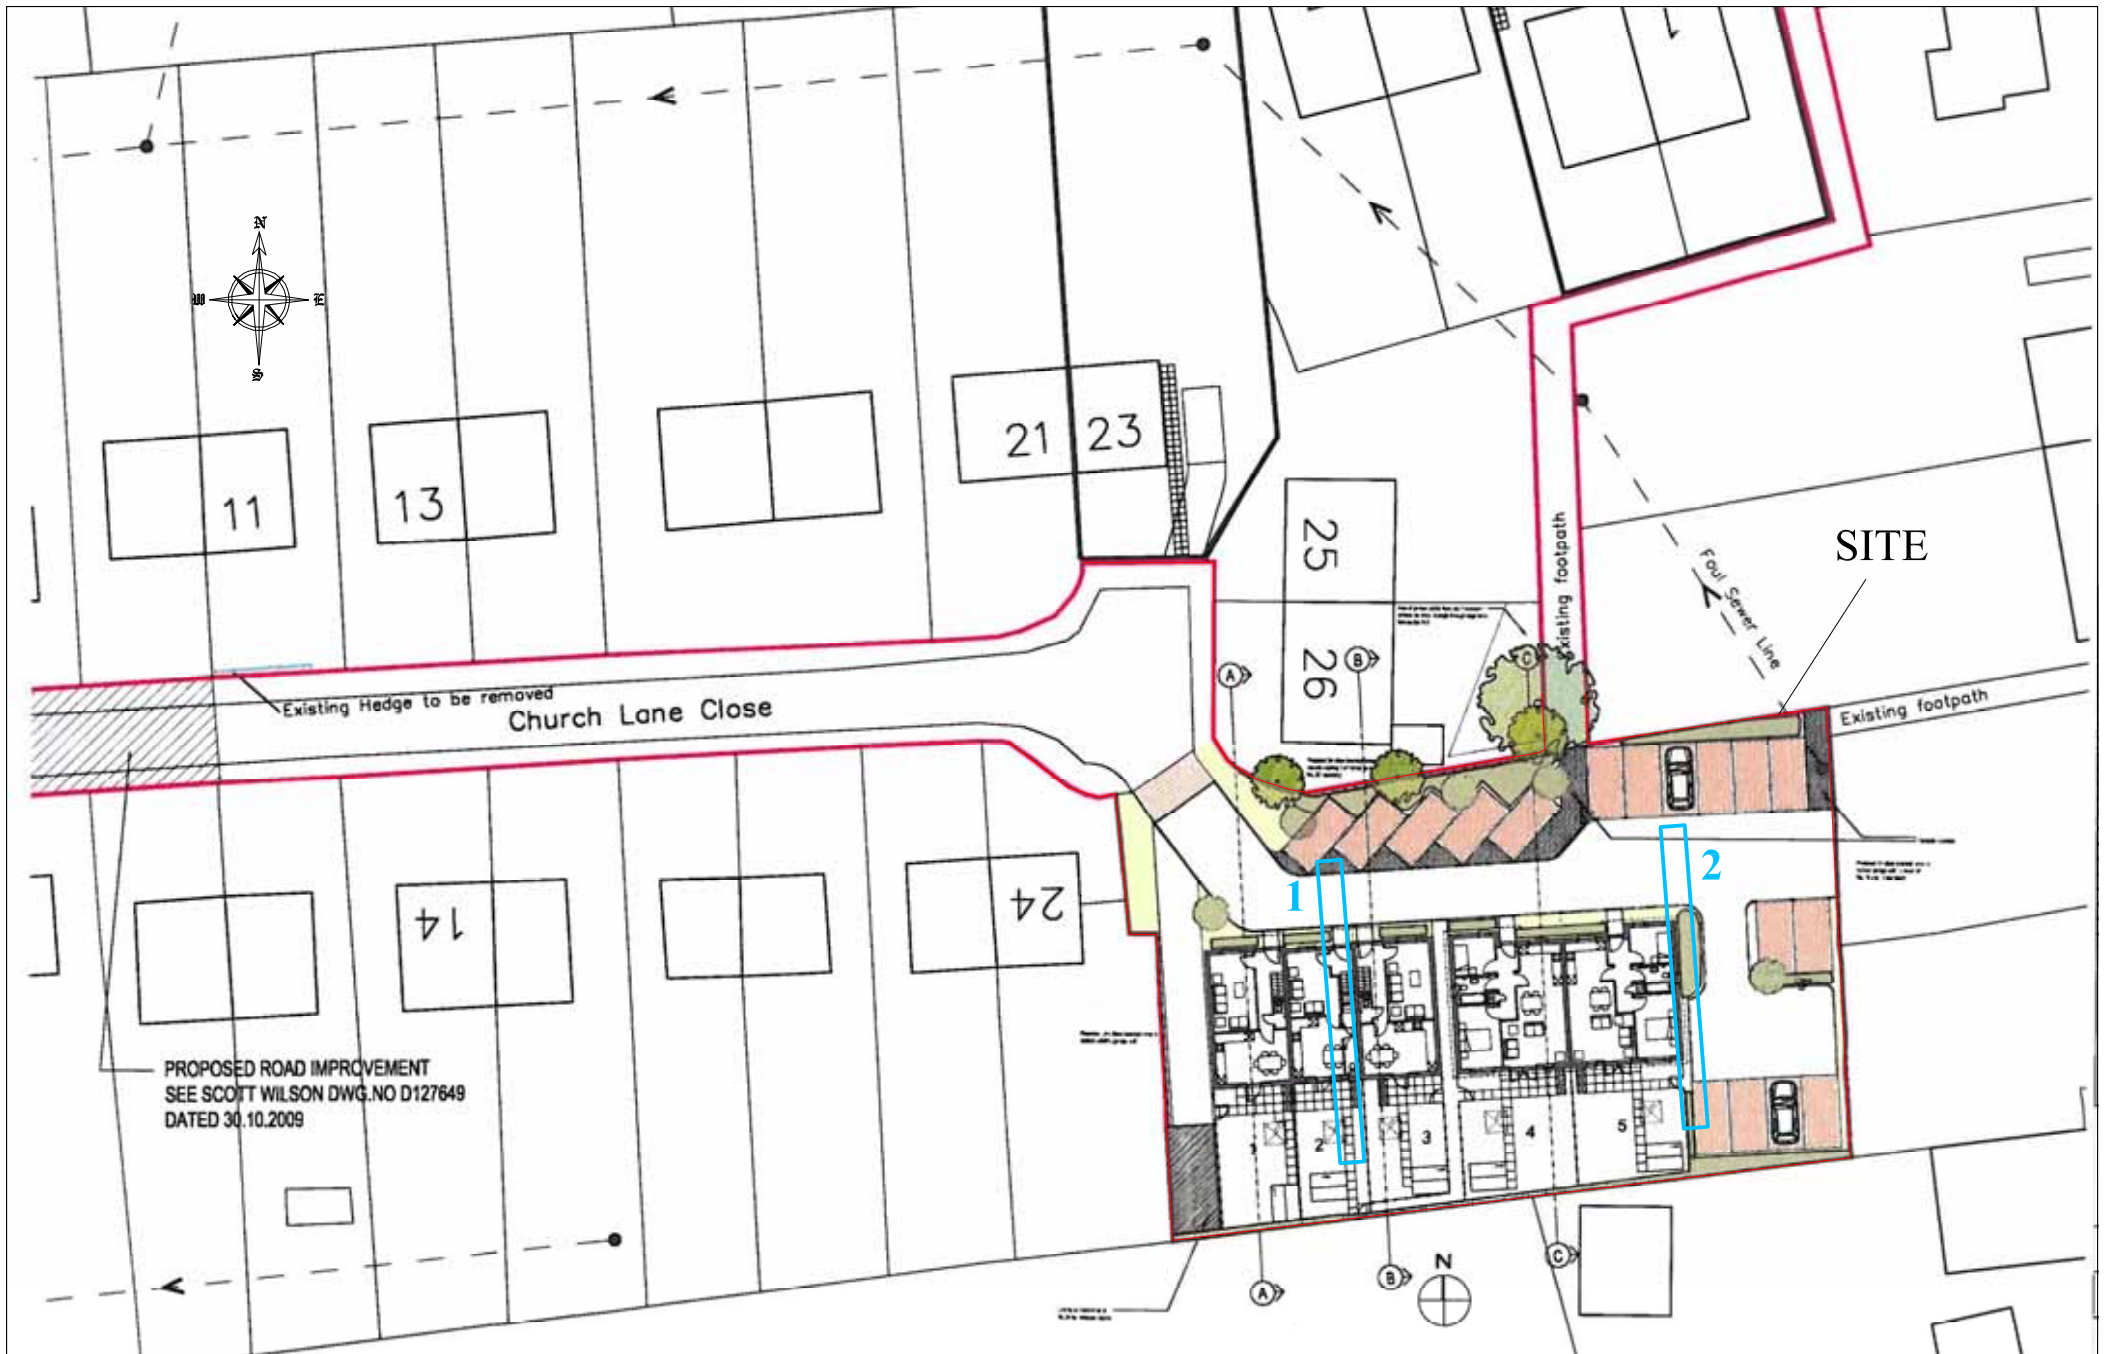 N
W
E
S
11
13
21
23
25
26
Existing footpath
SITE
Foul Sewer Line
Existing footpath
Existing Hedge to be removed
Church Lane Close
A
B
C
14
24
1
2
PROPOSED ROAD IMPROVEMENT
SEE SCOTT WILSON DWG.NO D127649
DATED 30.10.2009
1
2
3
4
5
A
B
C
N